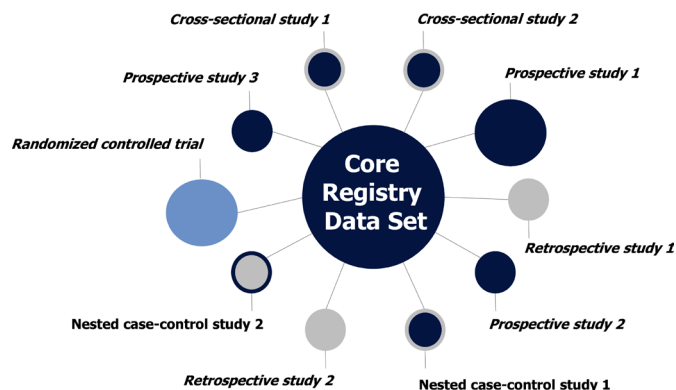 Cross-sectional study 1
Cross-sectional study 2
Prospective study 3
Prospective study 1
Randomized controlled trial
Core
Registry
Data Set
Retrospective study 1
Nested case-control study 2
Prospective study 2
Retrospective study 2
Nested case-control study 1